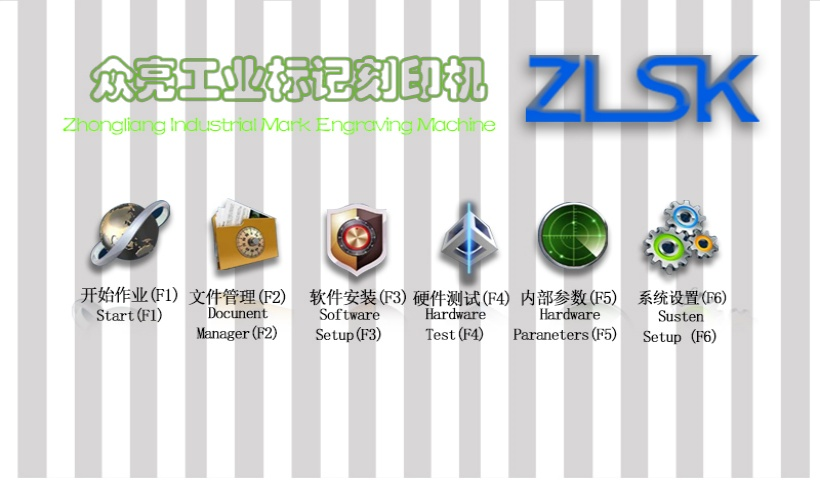 众亮工业标记刻印机
ZLSK
Zhongliang Industrial Mark Engraving Machine
开始作业(F1)
Start(F1)
文件管理(F2)
Docunent
Manager(F2)
软件安装(F3)
Software
Setup(F3)
硬件测试(F4)
Hardware
Test(F4)
内部参数(F5)
Hardware
Paraneters(F5)
系统设置(F6)
Susten
Setup (F6)